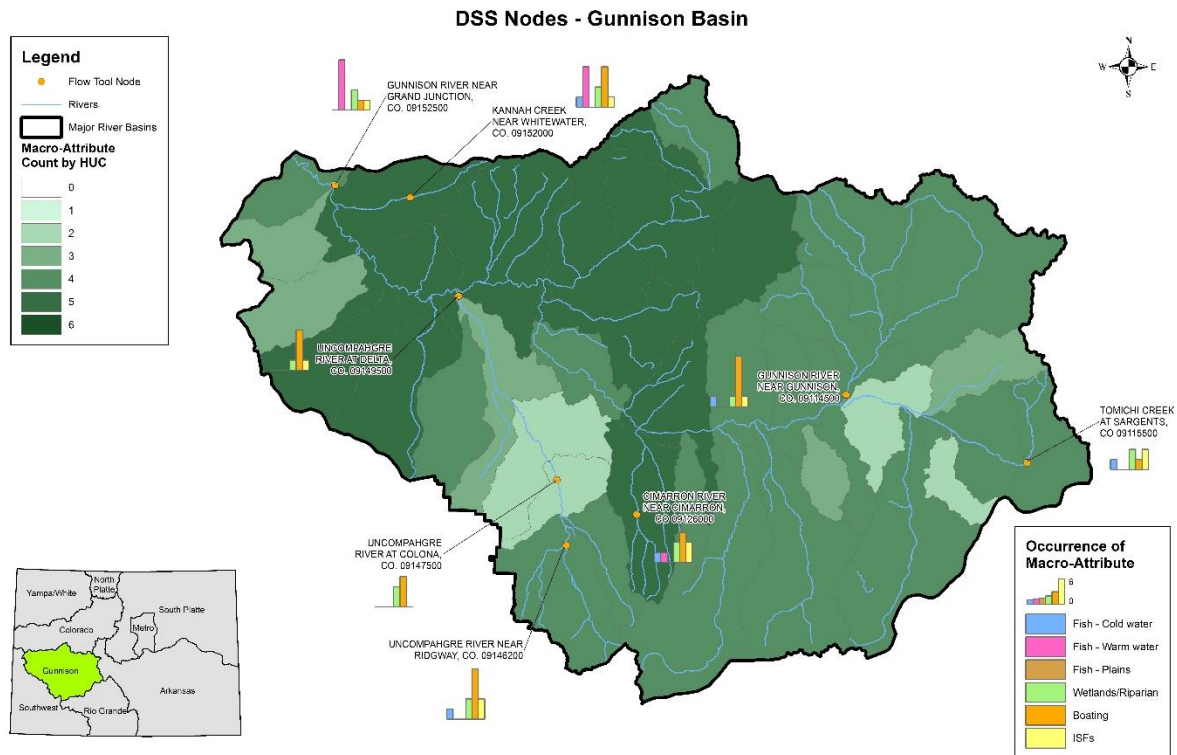 DSS Nodes - Gunnison Basin
Legend
Flow Tool Node
Rivers
Major River Basins
Macro-Attribute
Count by HUC
0
1
2
3
4
5
6
GUNNISON RIVER NEAR
GRAND JUNCTION,
CO. 09152500
KANNAH CREEK
NEAR WHITEWATER,
CO. 09152000
N
W
E
S
UNCOMPAHGRE
RIVER AT DELTA,
CO. 09149500
GUNNISON RIVER
NEAR GUNNISON,
CO. 09114500
TOMICHI CREEK
AT SARGENTS,
CO 09115500
CIMARRON RIVER
NEAR CIMARRON,
CO 09126000
UNCOMPAHGRE
RIVER AT COLONA,
CO. 09147500
UNCOMPAHGRE RIVER NEAR
RIDGWAY, CO. 09146200
Yampa/White
North
Platte
South Platte
Colorado
Metro
Gunnison
Arkansas
Southwest
Rio Grande
Occurrence of
Macro-Attribute
6
0
Fish - Cold water
Fish - Warm water
Fish - Plains
Wetlands/Riparian
Boating
ISFs